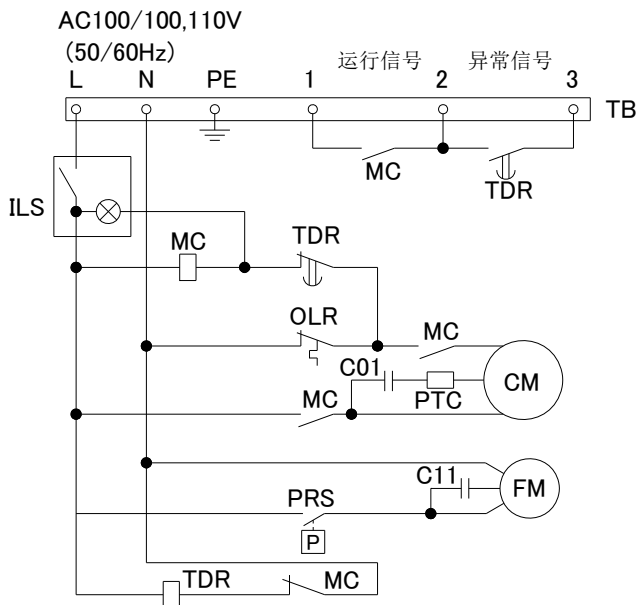 AC100/100,110V
(50/60Hz)
L N PE 1 运行信号 2 异常信号 3
TB
MC
TDR
ILS
MC
TDR
OLR
MC
C01
PTC
CM
MC
C11
FM
PRS
P
TDR
MC